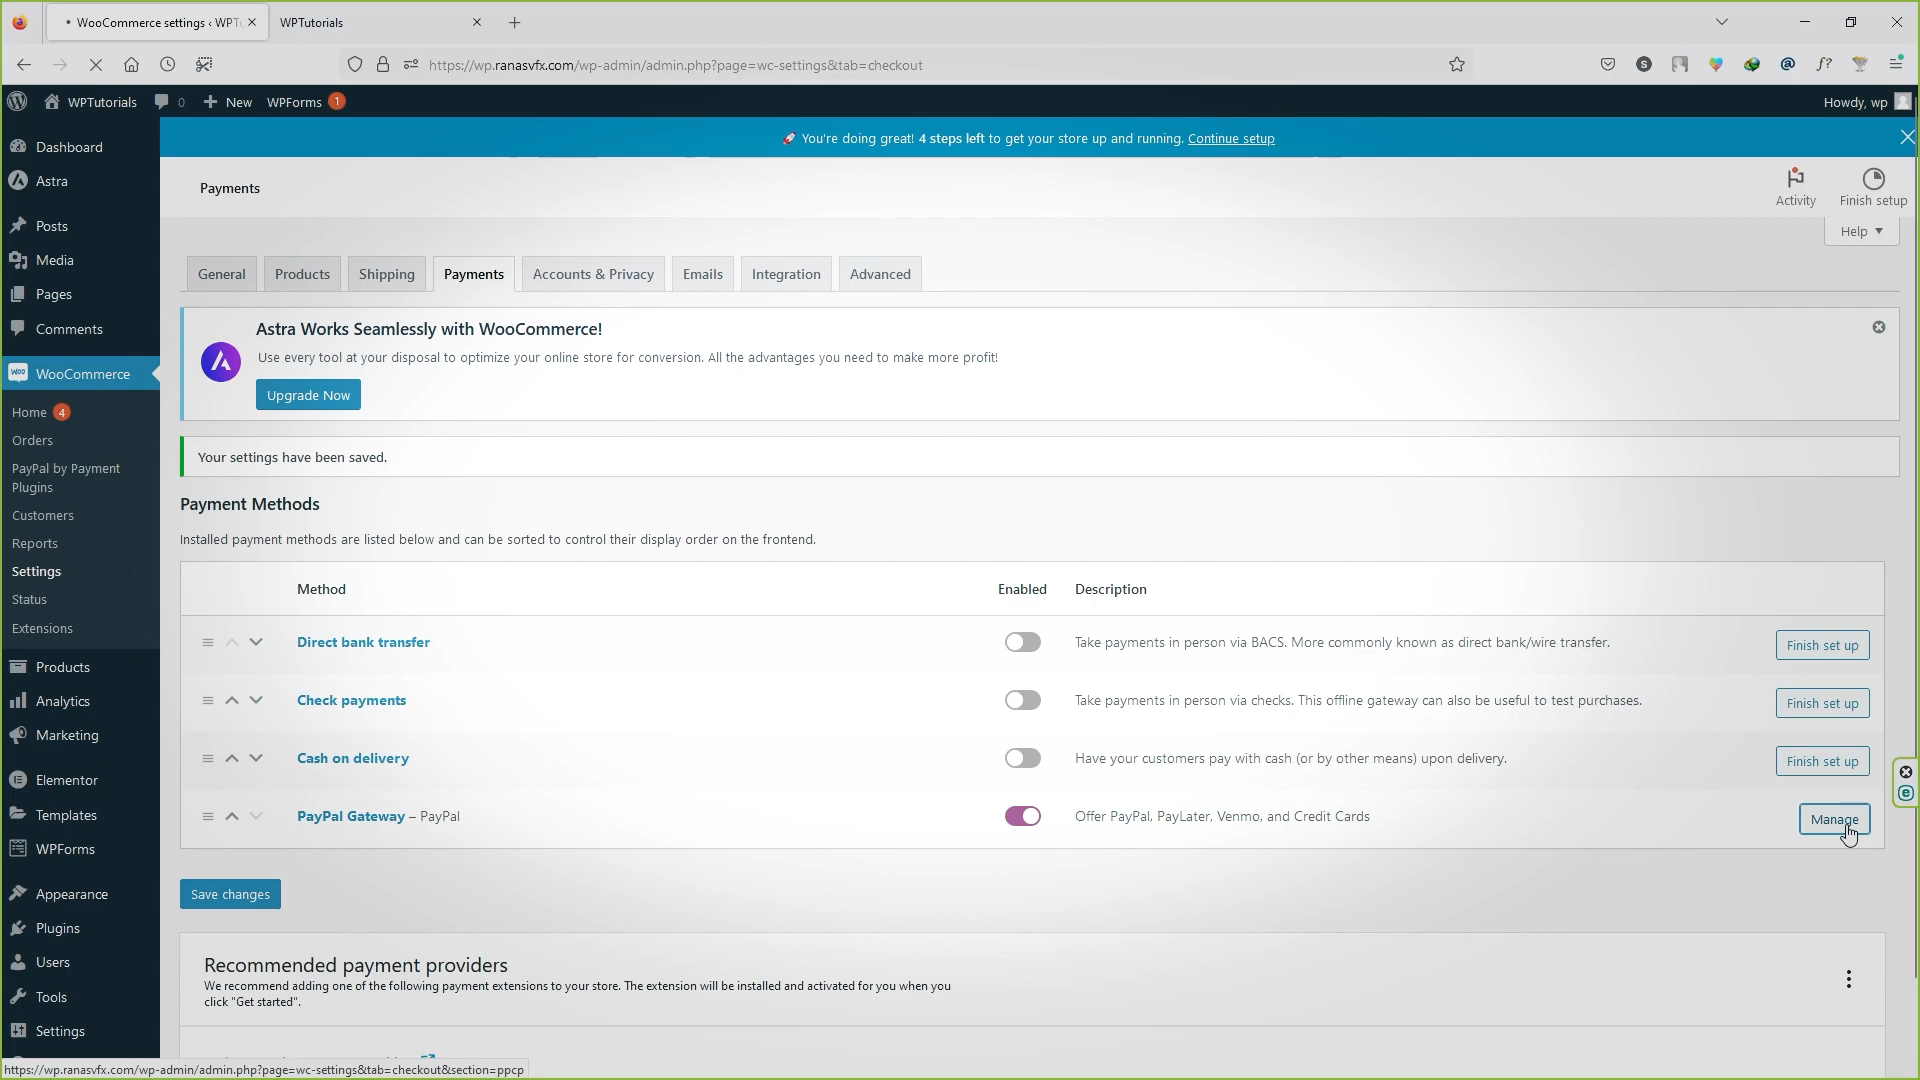 WooCommerce settings ‹ WPTu
WPTutorials
https://wp.ranasvfx.com/wp-admin/admin.php?page=wc-settings&tab=checkout
WPTutorials
0
New
WPForms 1
Howdy, wp
You're doing great! 4 steps left to get your store up and running. Continue setup
Dashboard
Astra
Posts
Media
Pages
Comments
WooCommerce
Home 4
Orders
PayPal by Payment
Plugins
Customers
Reports
Settings
Status
Extensions
Products
Analytics
Marketing
Elementor
Templates
WPForms
Appearance
Plugins
Users
Tools
Settings
Payments
Activity
Finish setup
Help
General
Products
Shipping
Payments
Accounts & Privacy
Emails
Integration
Advanced
Astra Works Seamlessly with WooCommerce!
Use every tool at your disposal to optimize your online store for conversion. All the advantages you need to make more profit!
Upgrade Now
Your settings have been saved.
Payment Methods
Installed payment methods are listed below and can be sorted to control their display order on the frontend.
Method Enabled Description
Direct bank transfer Take payments in person via BACS. More commonly known as direct bank/wire transfer. Finish set up
Check payments Take payments in person via checks. This offline gateway can also be useful to test purchases. Finish set up
Cash on delivery Have your customers pay with cash (or by other means) upon delivery. Finish set up
PayPal Gateway – PayPal Offer PayPal, PayLater, Venmo, and Credit Cards Manage
Save changes
Recommended payment providers
We recommend adding one of the following payment extensions to your store. The extension will be installed and activated for you when you
click "Get started".
https://wp.ranasvfx.com/wp-admin/admin.php?page=wc-settings&tab=checkout&section=ppcp